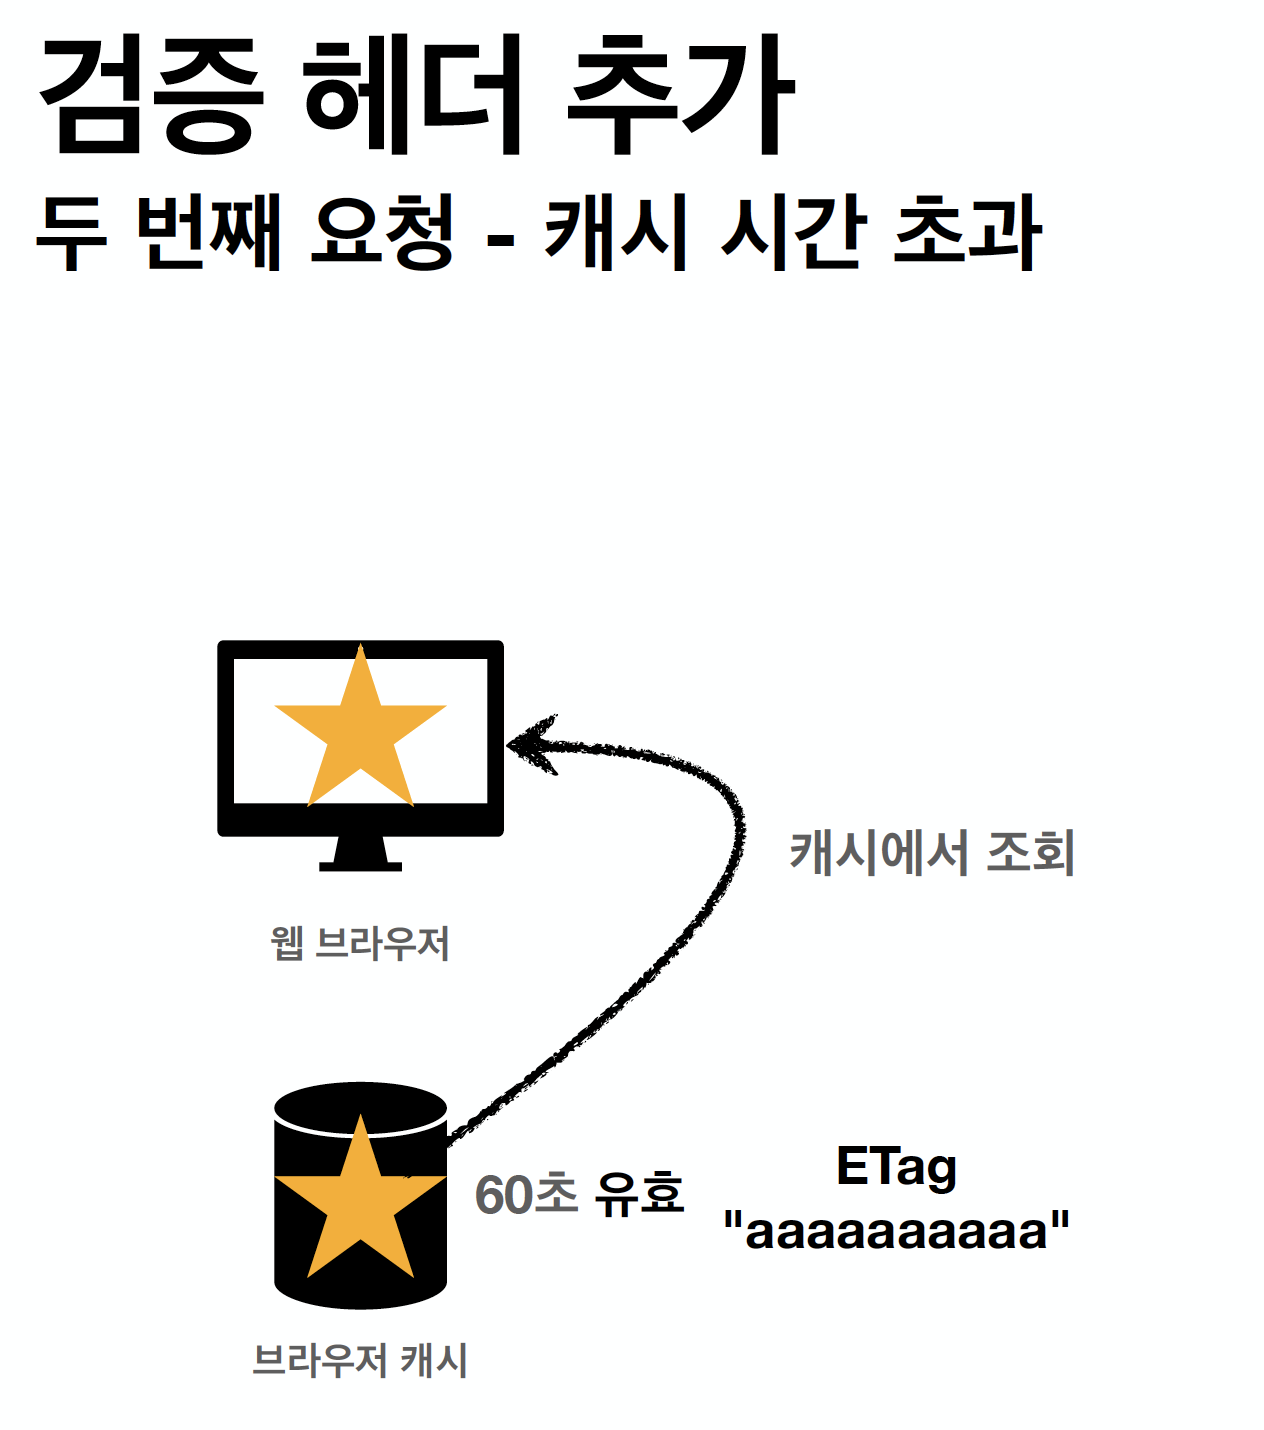 검증 헤더 추가
두 번째 요청 - 캐시 시간 초과
캐시에서 조회
웹 브라우저
60초 유효
ETag
"aaaaaaaaaa"
브라우저 캐시